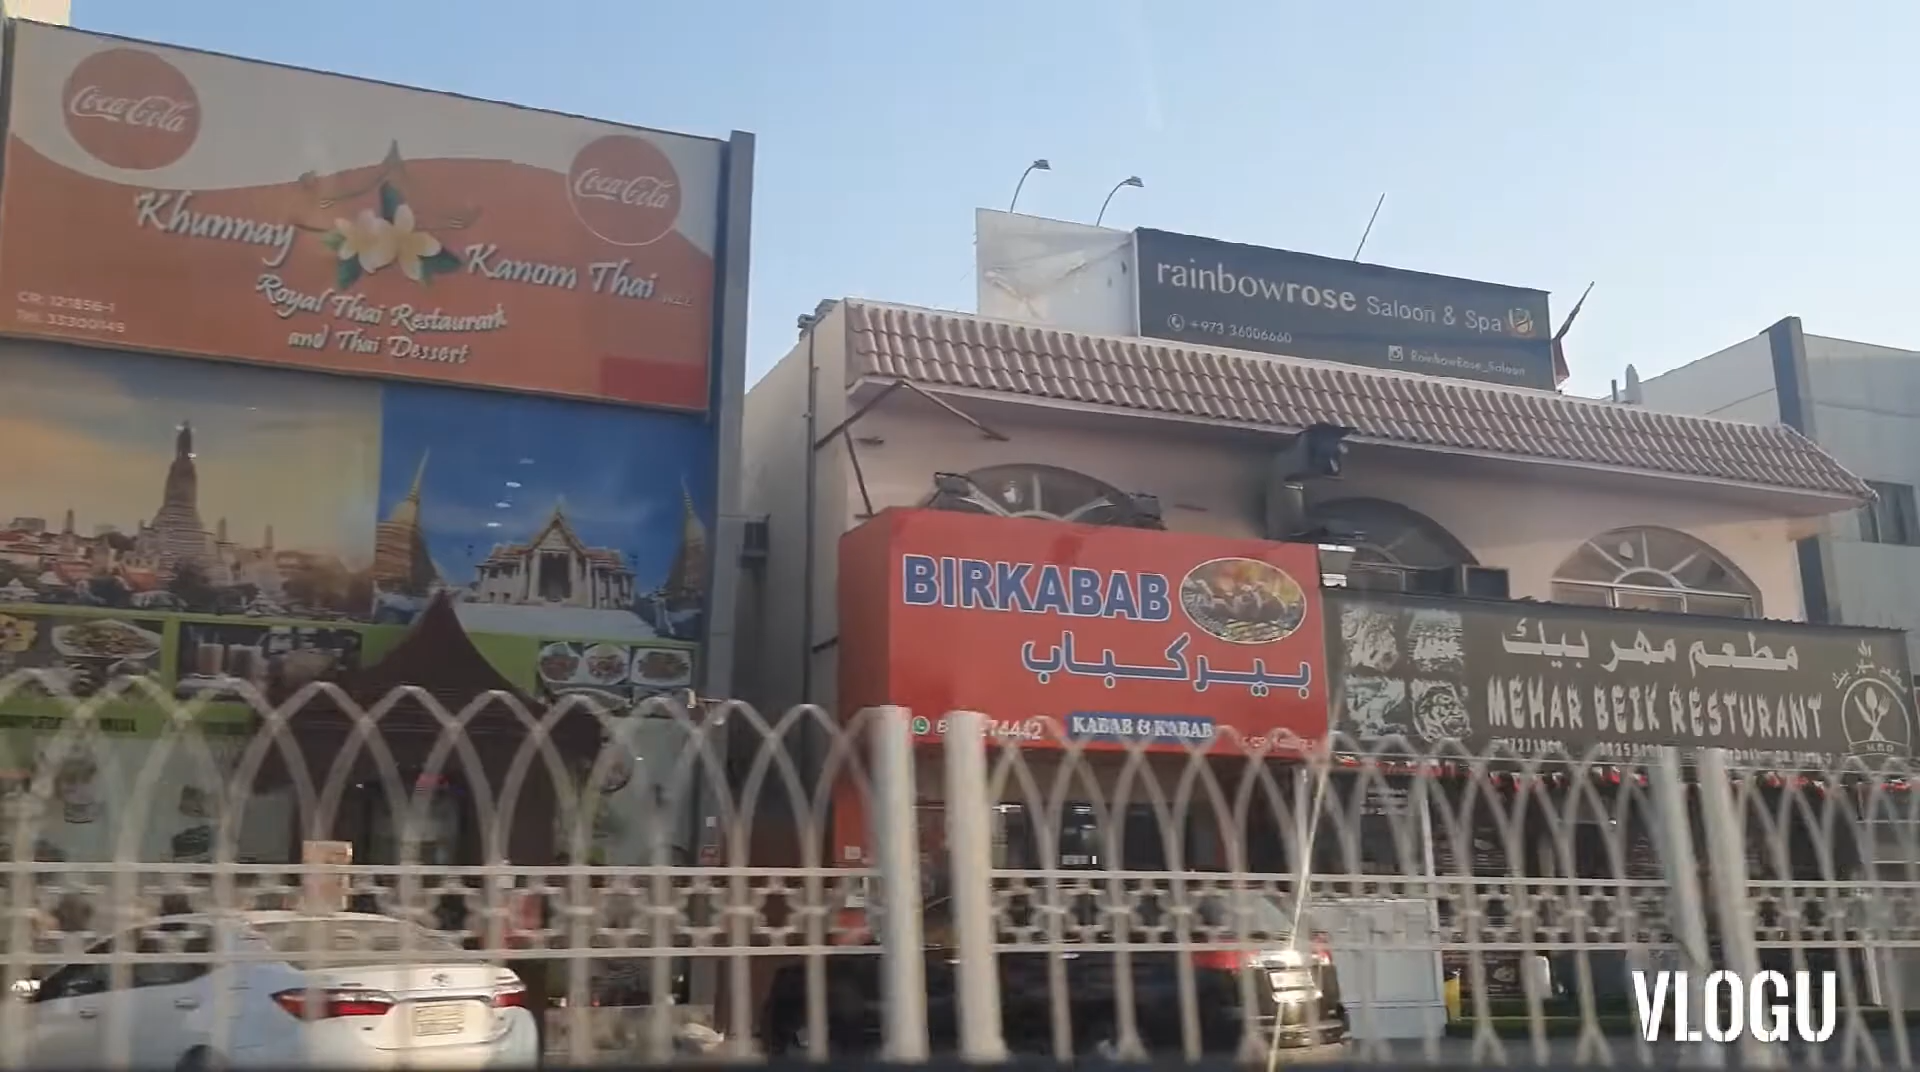 Coca-Cola
Coca-Cola
Khunnay
Kanom Thai W.L.L
Royal Thai Restaurant
and Thai Dessert
CR: 121856-1
Tel: 33300149
rainbowrose Saloon & Spa
+973 36006660
RainbowRose_Saloon
BIRKABAB
بيركباب
KABAB & KABAB
مطعم مهر بيك
MEHAR BEIK RESTURANT
VLOGU